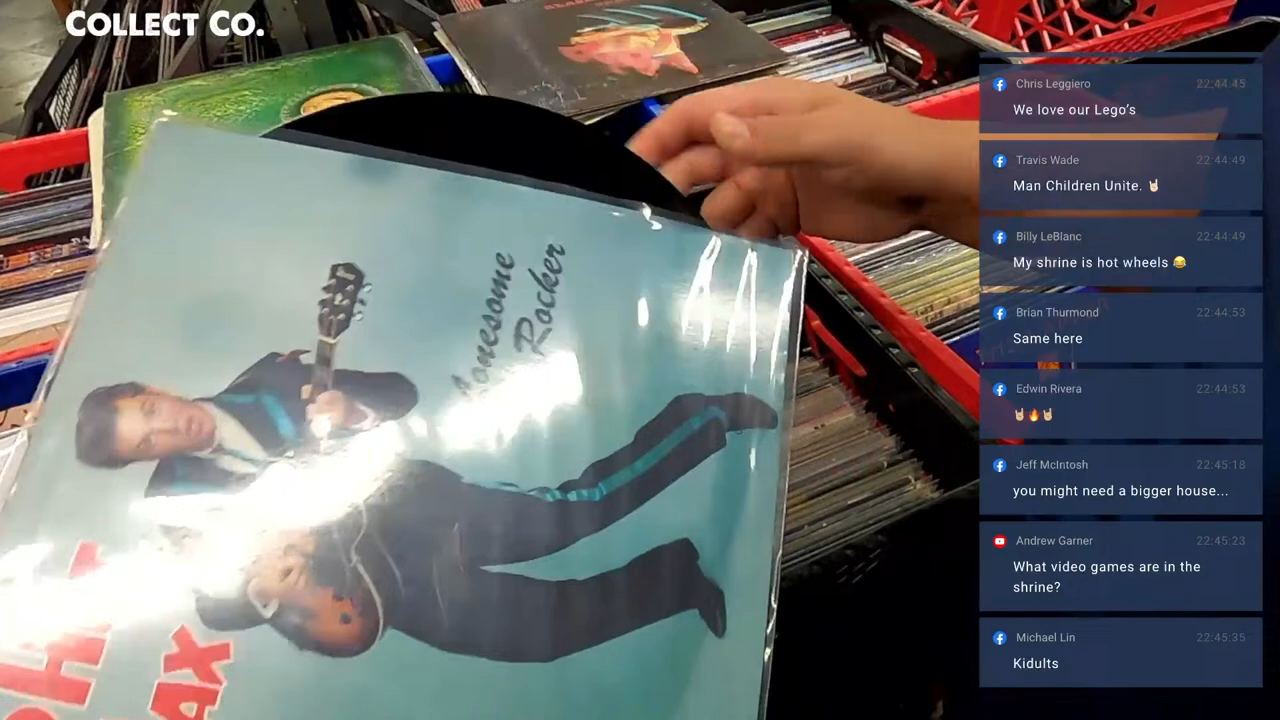 COLLECT CO.
Lonesome
Rocker
Chris Leggiero 22:44:45
We love our Lego’s
Travis Wade 22:44:49
Man Children Unite. 🤘🏻
Billy LeBlanc 22:44:49
My shrine is hot wheels 😂
Brian Thurmond 22:44:53
Same here
Edwin Rivera 22:44:53
🤘🏻🔥🤘🏻
Jeff McIntosh 22:45:18
you might need a bigger house...
Andrew Garner 22:45:23
What video games are in the
shrine?
Michael Lin 22:45:35
Kidults